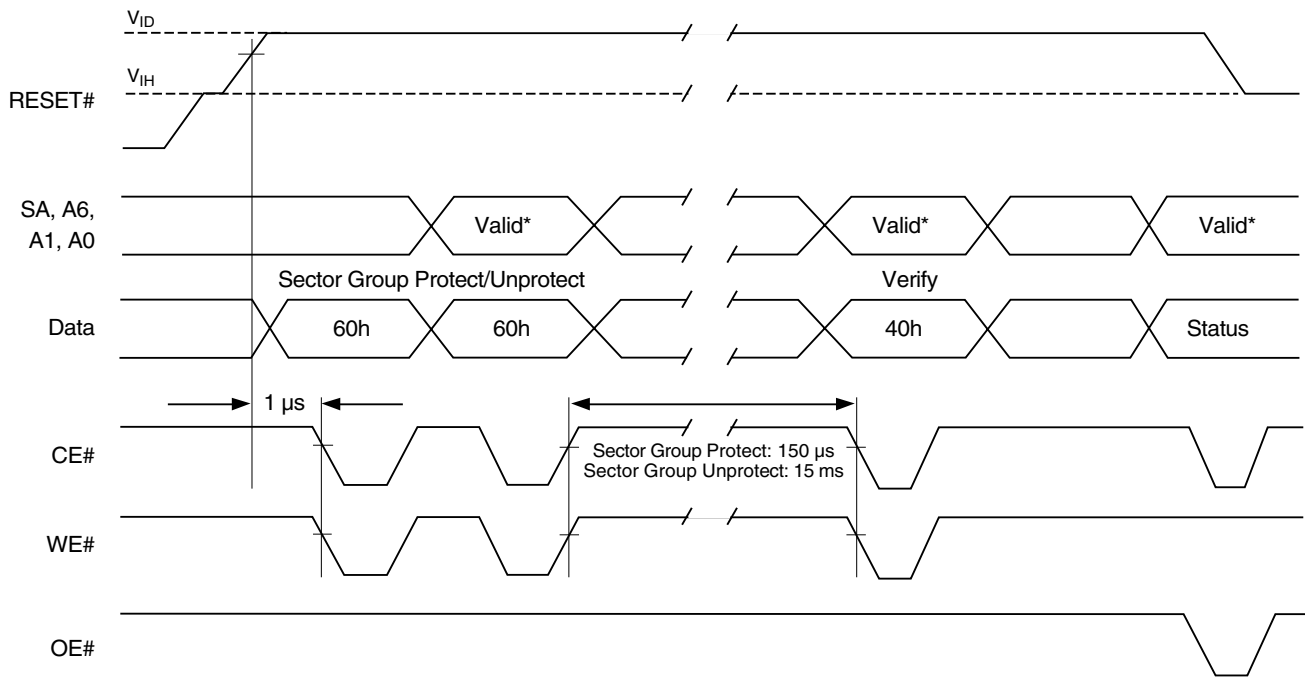 VID
VIH
RESET#
SA, A6,
A1, A0
Valid*
Valid*
Valid*
Sector Group Protect/Unprotect
Verify
Data
60h
60h
40h
Status
1 µs
CE#
Sector Group Protect: 150 µs
Sector Group Unprotect: 15 ms
WE#
OE#